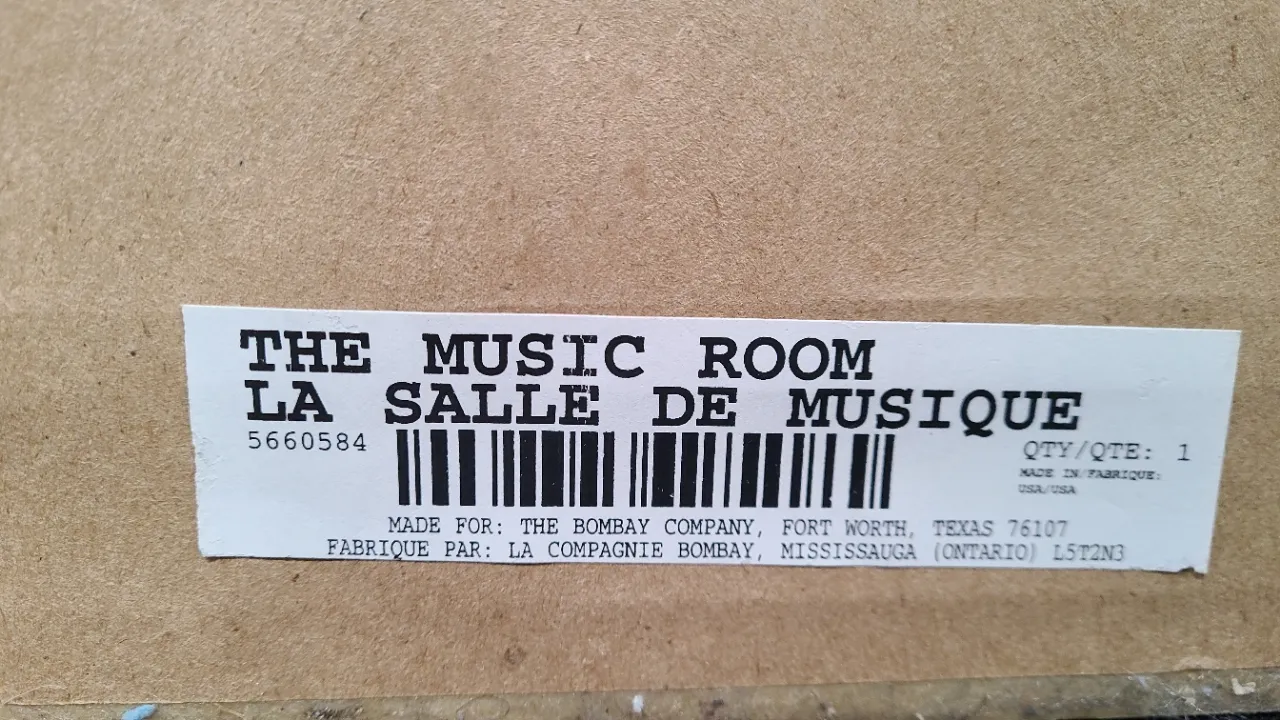 THE MUSIC ROOM
LA SALLE DE MUSIQUE
5660584
QTY/QTE: 1
MADE IN/FABRIQUE:
USA/USA
MADE FOR: THE BOMBAY COMPANY, FORT WORTH, TEXAS 76107
FABRIQUE PAR: LA COMPAGNIE BOMBAY, MISSISSAUGA (ONTARIO) L5T2N3